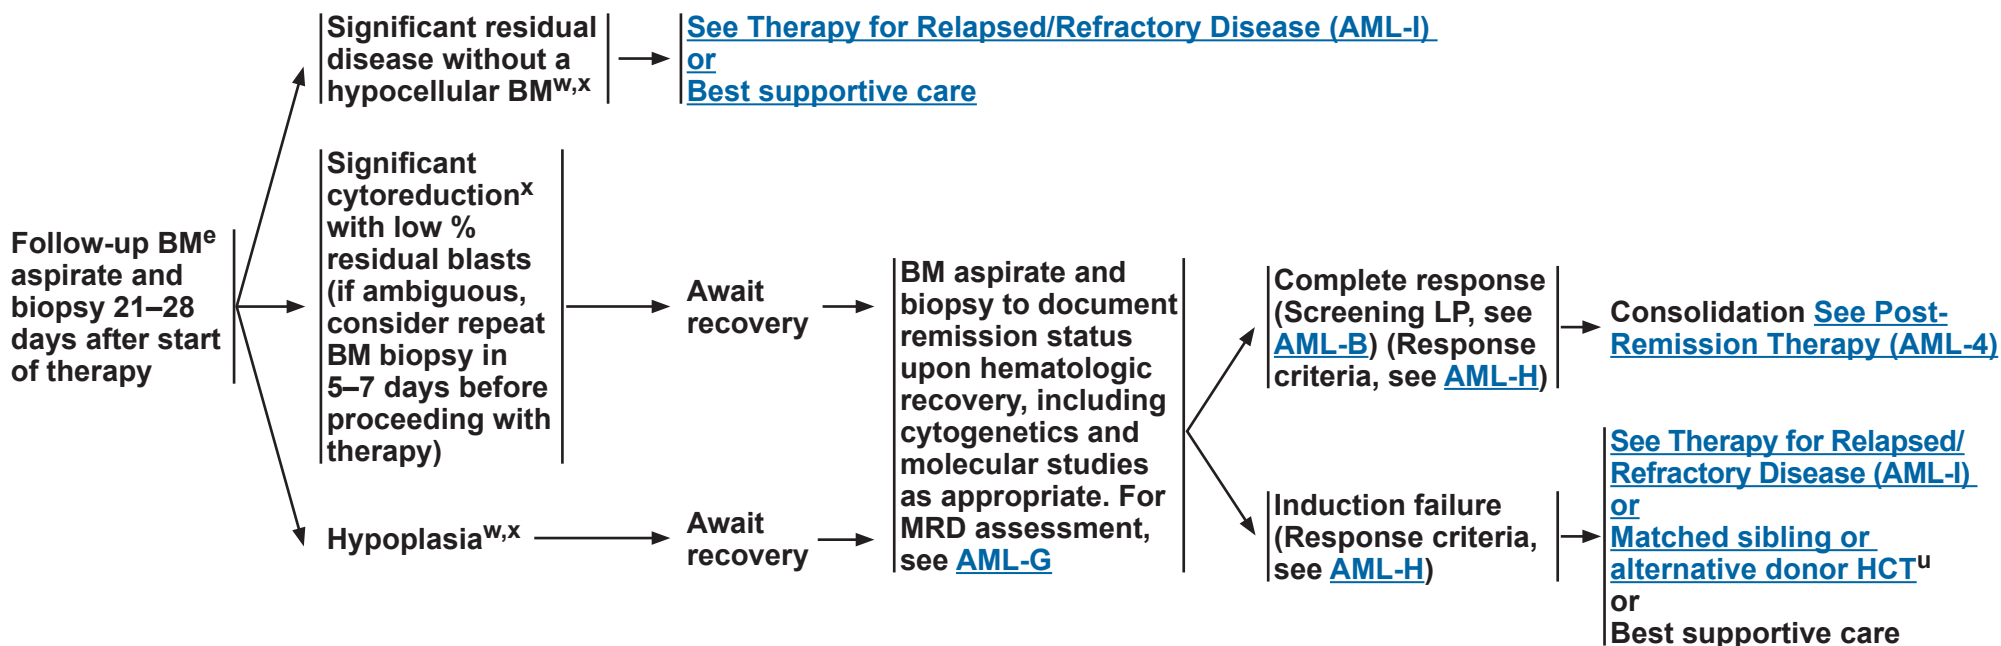 Follow-up BMe
aspirate and
biopsy 21–28
days after start
of therapy
Significant residual
disease without a
hypocellular BMw,x
See Therapy for Relapsed/Refractory Disease (AML-I)
or
Best supportive care
Significant
cytoreductionx
with low %
residual blasts
(if ambiguous,
consider repeat
BM biopsy in
5–7 days before
proceeding with
therapy)
Await
recovery
Hypoplasiaw,x
Await
recovery
BM aspirate and
biopsy to document
remission status
upon hematologic
recovery, including
cytogenetics and
molecular studies
as appropriate. For
MRD assessment,
see AML-G
Complete response
(Screening LP, see
AML-B) (Response
criteria, see AML-H)
Consolidation See Post-
Remission Therapy (AML-4)
Induction failure
(Response criteria,
see AML-H)
See Therapy for Relapsed/
Refractory Disease (AML-I)
or
Matched sibling or
alternative donor HCTu
or
Best supportive care